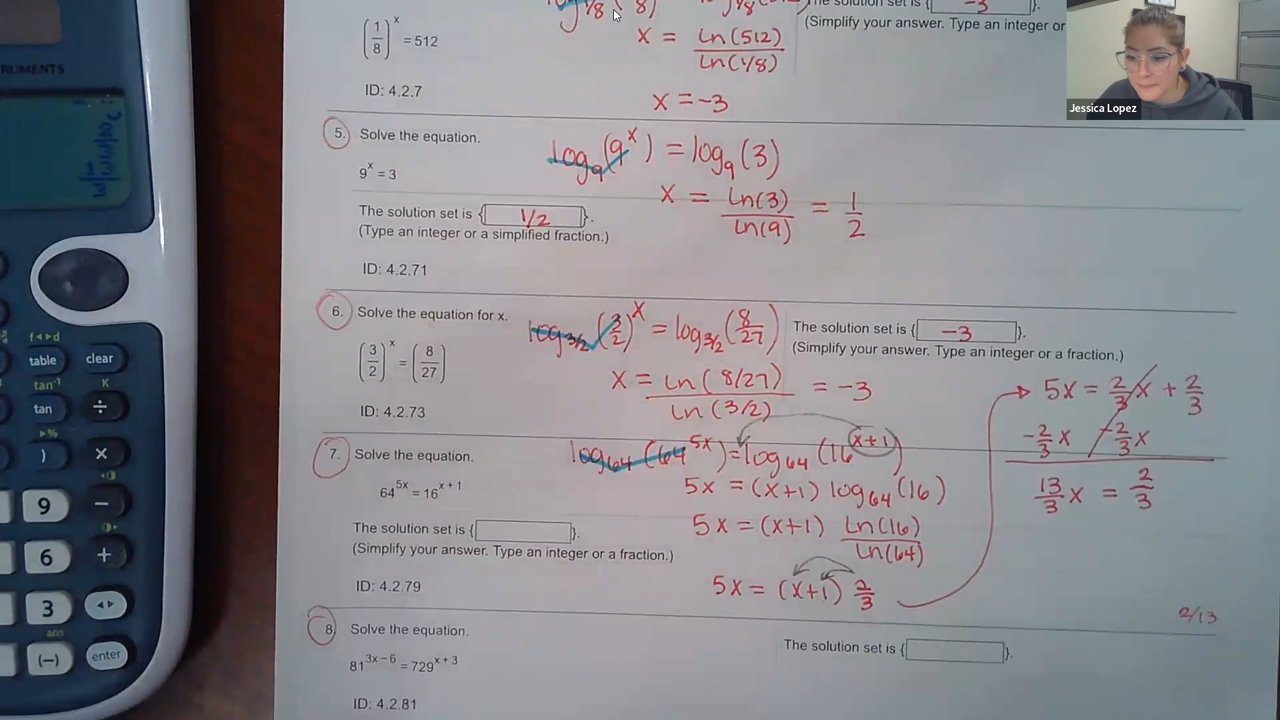 The solution set is { -3 }.
(Simplify your answer. Type an integer or
(1/8)^x = 512
x = ln(512)/ln(1/8)
ID: 4.2.7
x = -3
Jessica Lopez
5. Solve the equation.
9^x = 3
log₉(9^x) = log₉(3)
x = ln(3)/ln(9) = 1/2
The solution set is { 1/2 }.
(Type an integer or a simplified fraction.)
ID: 4.2.71
6. Solve the equation for x.
(3/2)^x = (8/27)
log_3/2 (3/2)^x = log_3/2 (8/27)
x = ln(8/27)/ln(3/2) = -3
The solution set is { -3 }.
(Simplify your answer. Type an integer or a fraction.)
ID: 4.2.73
7. Solve the equation.
64^5x = 16^x+1
log₆₄(64^5x) = log₆₄(16^(x+1))
5x = (x+1) log₆₄(16)
5x = (x+1) ln(16)/ln(64)
5x = (x+1) 2/3
5x = 2/3 x + 2/3
-2/3 x -2/3 x
13/3 x = 2/3
The solution set is { }.
(Simplify your answer. Type an integer or a fraction.)
ID: 4.2.79
2/13
8. Solve the equation.
81^3x-6 = 729^x+3
The solution set is { }.
ID: 4.2.81
table
clear
tan⁻¹
K
tan
÷
)
×
9
−
6
+
3
ans
(−)
enter